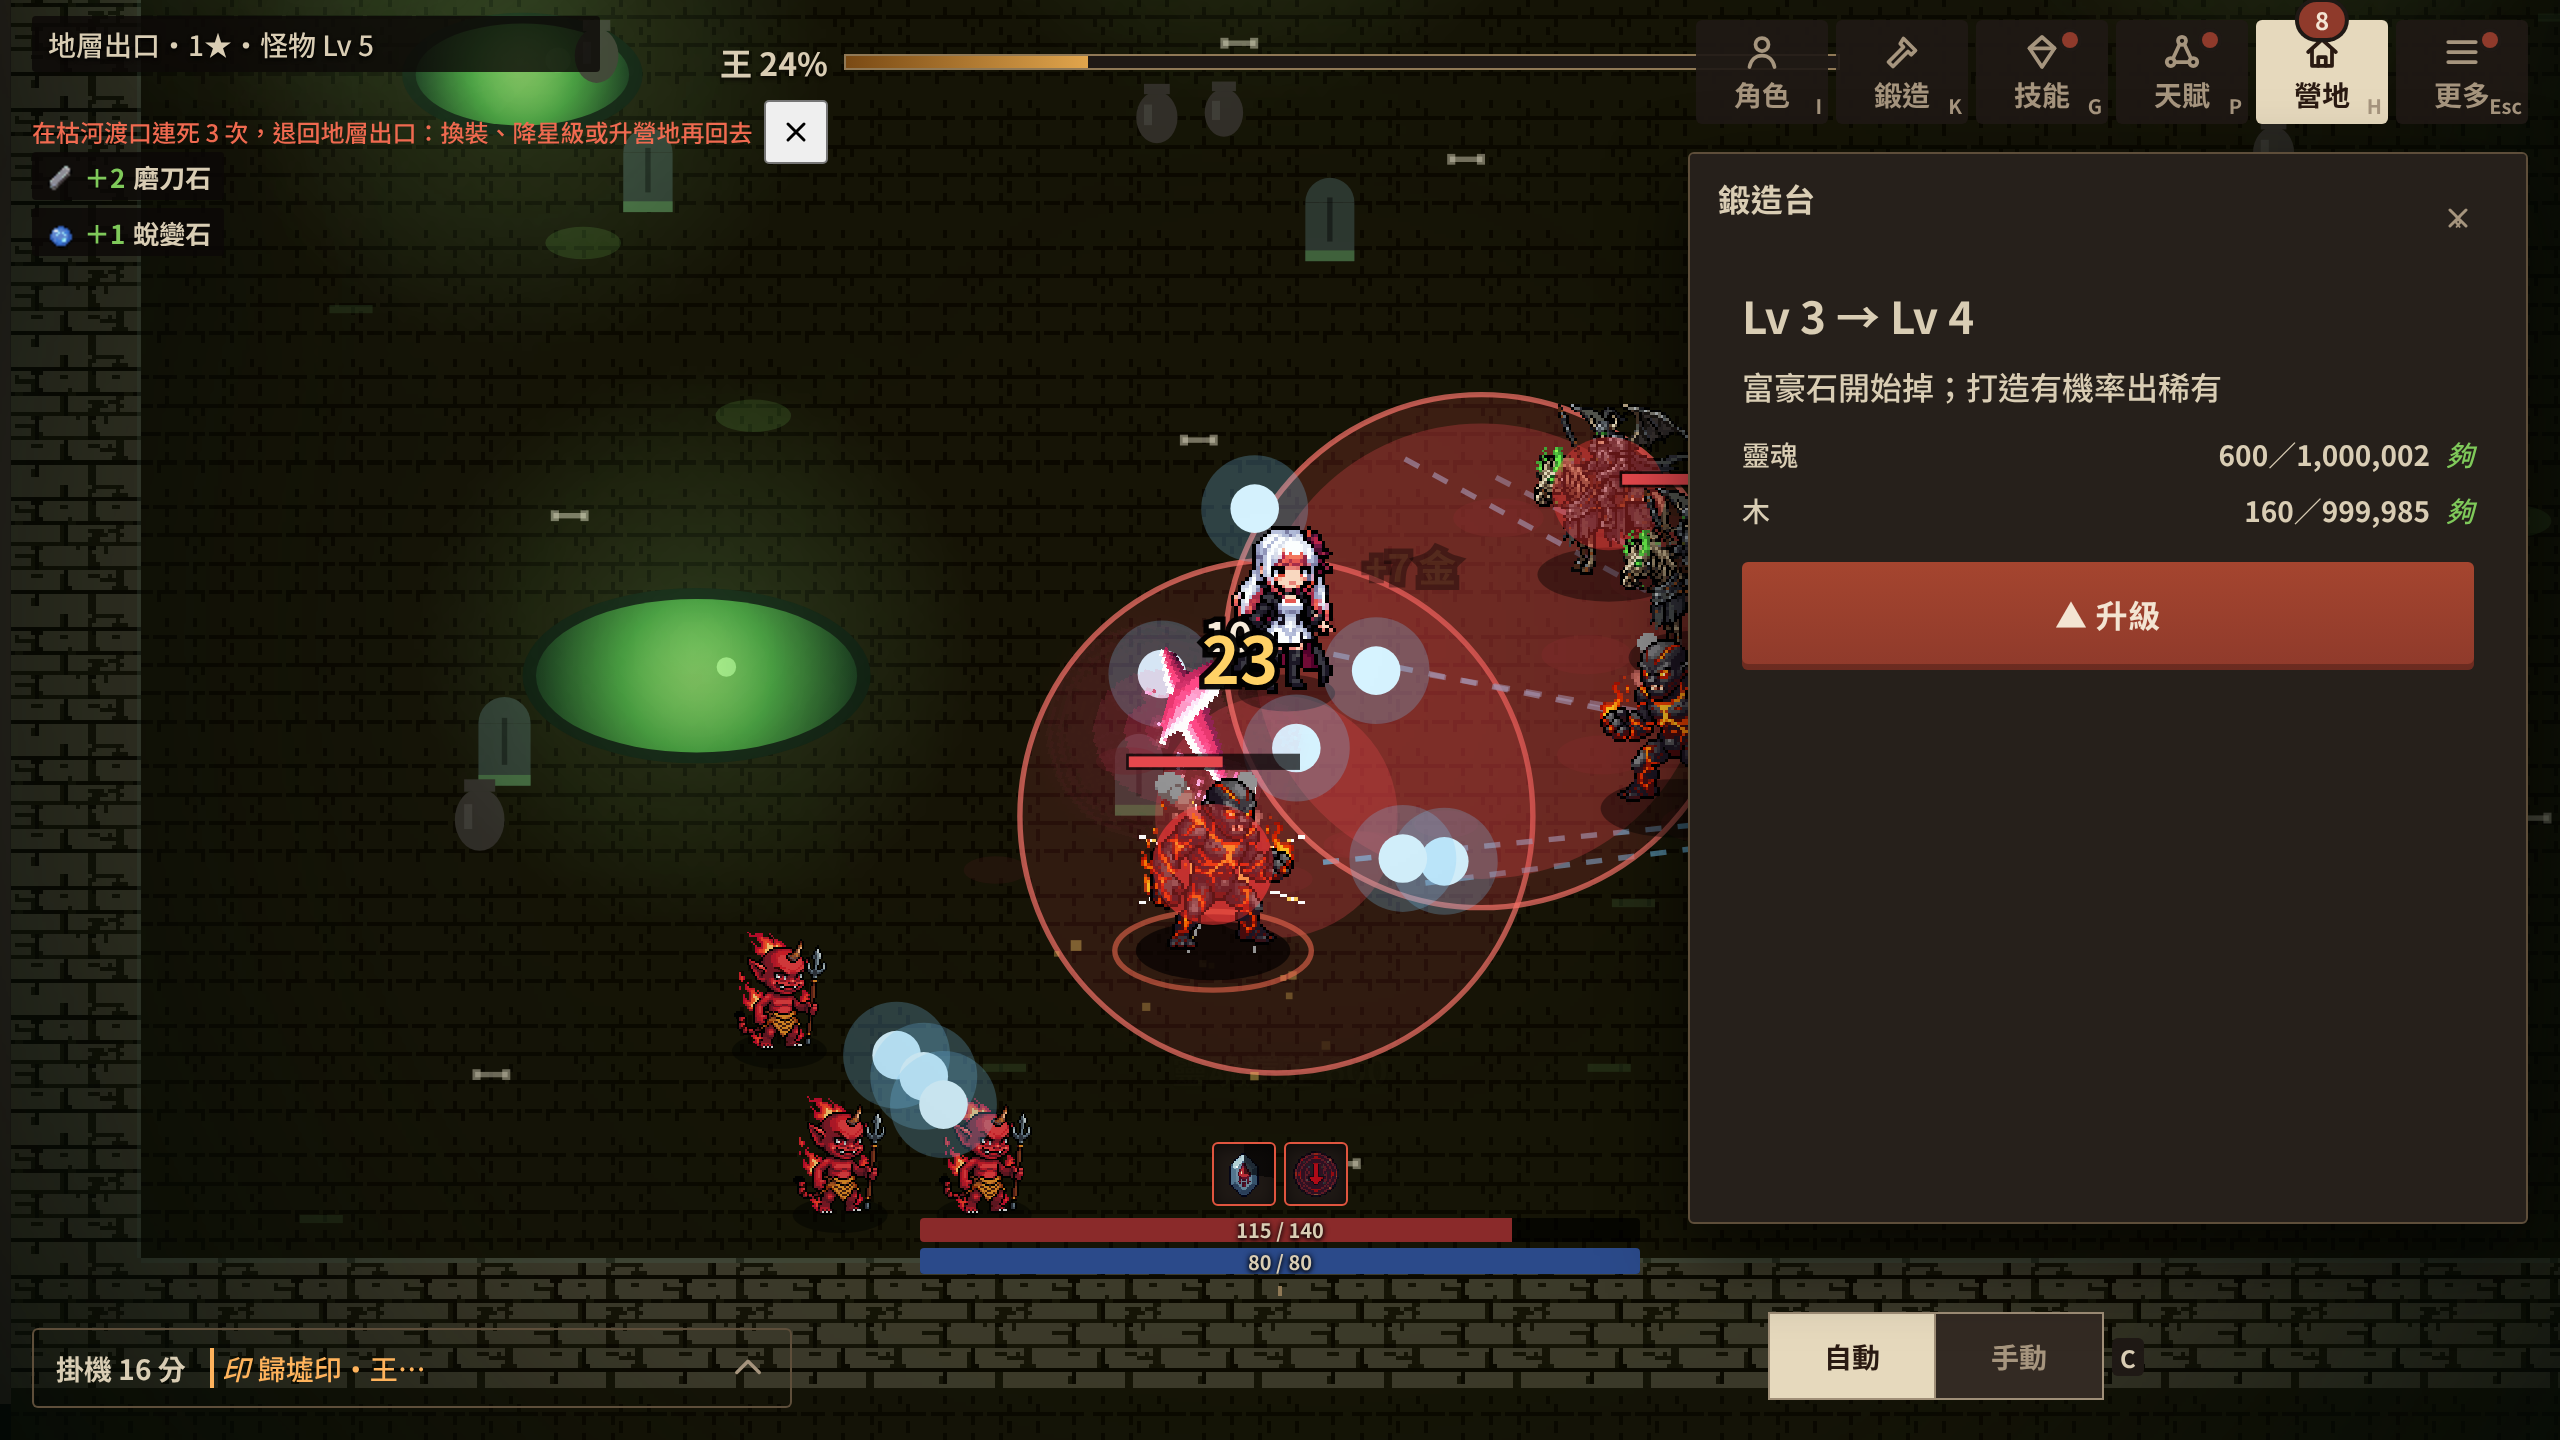 地層出口・1★・怪物 Lv 5
王 24%
在枯河渡口連死 3 次，退回地層出口：換裝、降星級或升營地再回去
+2 磨刀石
+1 蛻變石
角色 I
鍛造 K
技能 G
天賦 P
8
營地 H
更多 Esc
鍛造台
Lv 3 → Lv 4
富豪石開始掉；打造有機率出稀有
靈魂 600／1,000,002 夠
木 160／999,985 夠
▲ 升級
+7金
23
115 / 140
80 / 80
掛機 16 分
印 歸墟印・王…
自動
手動
C